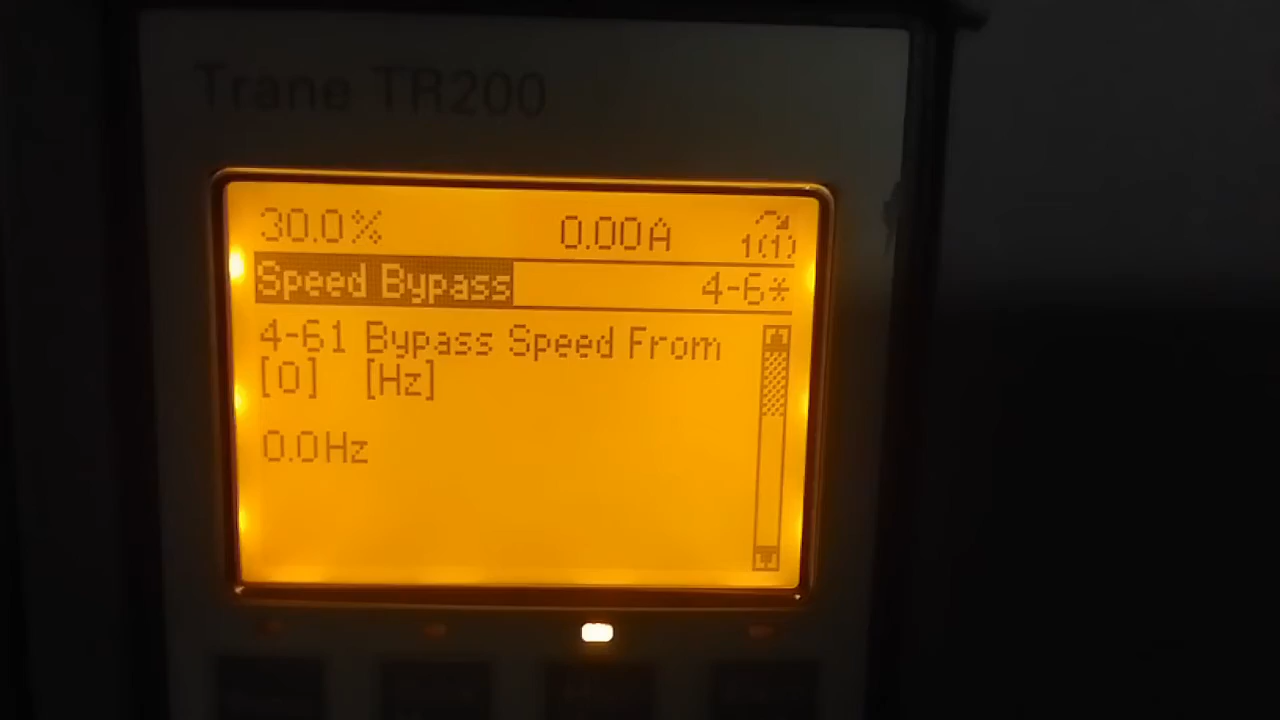 Trane TR200
30.0% 0.00A 1(1)
Speed Bypass 4-6*
4-61 Bypass Speed From
[0] [Hz]
0.0Hz